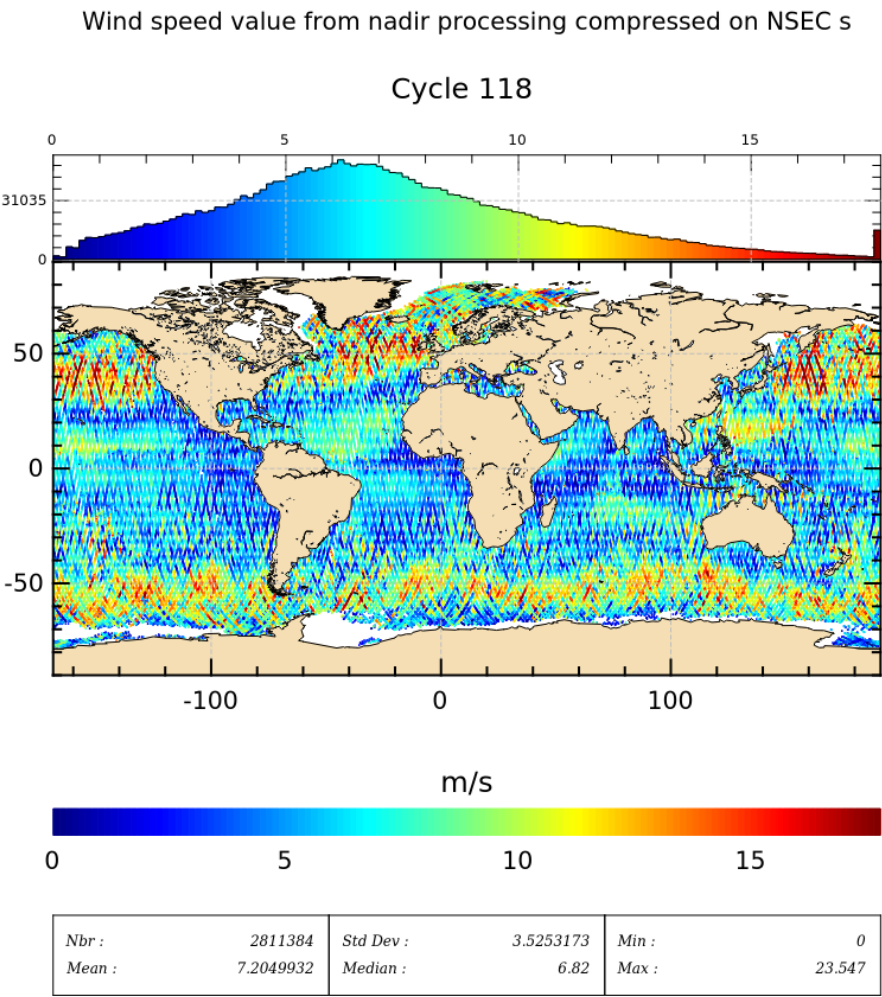 Wind speed value from nadir processing compressed on NSEC s
Cycle 118
0 5 10 15
31035
0
50
0
-50
-100 0 100
m/s
0 5 10 15
Nbr : 2811384 Std Dev : 3.5253173 Min : 0
Mean : 7.2049932 Median : 6.82 Max : 23.547